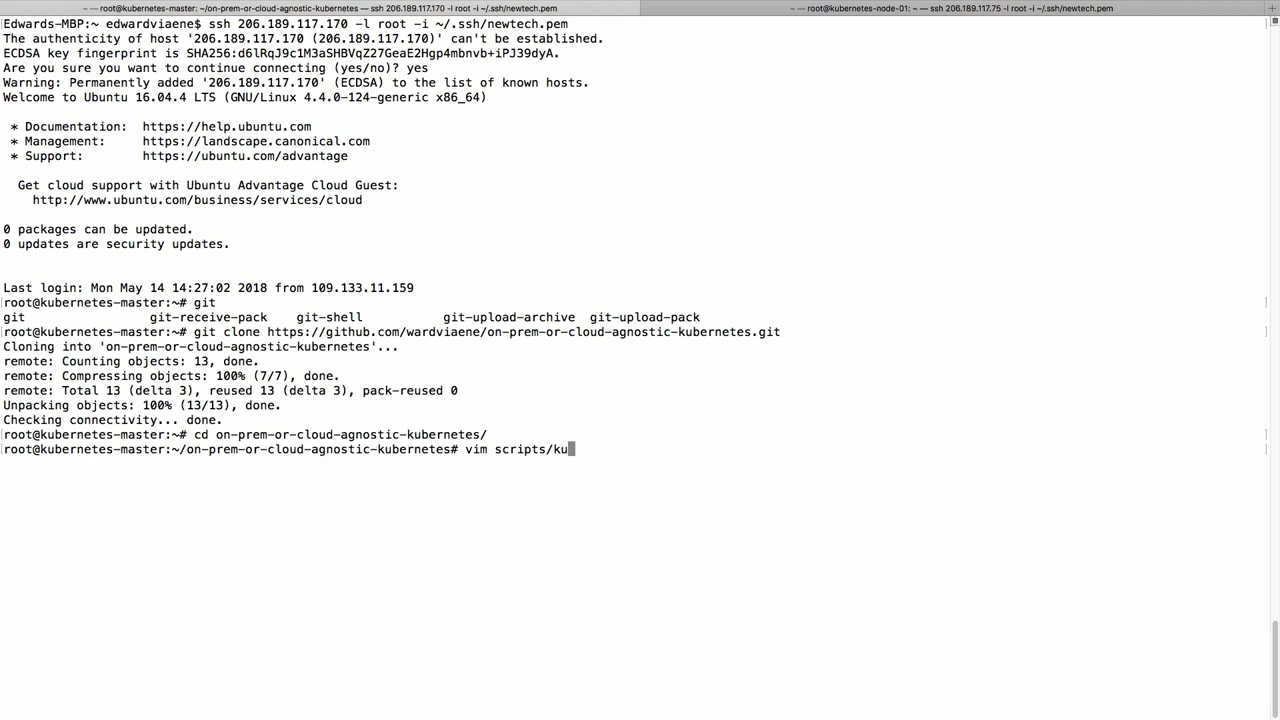 ~ — root@kubernetes-master: ~/on-prem-or-cloud-agnostic-kubernetes — ssh 206.189.117.170 -l root -i ~/.ssh/newtech.pem
~ — root@kubernetes-node-01: ~ — ssh 206.189.117.75 -l root -i ~/.ssh/newtech.pem
Edwards-MBP:~ edwardviaene$ ssh 206.189.117.170 -l root -i ~/.ssh/newtech.pem
The authenticity of host '206.189.117.170 (206.189.117.170)' can't be established.
ECDSA key fingerprint is SHA256:d6lRqJ9c1M3aSHBVqZ27GeaE2Hgp4mbnvb+iPJ39dyA.
Are you sure you want to continue connecting (yes/no)? yes
Warning: Permanently added '206.189.117.170' (ECDSA) to the list of known hosts.
Welcome to Ubuntu 16.04.4 LTS (GNU/Linux 4.4.0-124-generic x86_64)
* Documentation:  https://help.ubuntu.com
* Management:     https://landscape.canonical.com
* Support:        https://ubuntu.com/advantage
Get cloud support with Ubuntu Advantage Cloud Guest:
http://www.ubuntu.com/business/services/cloud
0 packages can be updated.
0 updates are security updates.
Last login: Mon May 14 14:27:02 2018 from 109.133.11.159
root@kubernetes-master:~# git
git                 git-receive-pack    git-shell           git-upload-archive  git-upload-pack
root@kubernetes-master:~# git clone https://github.com/wardviaene/on-prem-or-cloud-agnostic-kubernetes.git
Cloning into 'on-prem-or-cloud-agnostic-kubernetes'...
remote: Counting objects: 13, done.
remote: Compressing objects: 100% (7/7), done.
remote: Total 13 (delta 3), reused 13 (delta 3), pack-reused 0
Unpacking objects: 100% (13/13), done.
Checking connectivity... done.
root@kubernetes-master:~# cd on-prem-or-cloud-agnostic-kubernetes/
root@kubernetes-master:~/on-prem-or-cloud-agnostic-kubernetes# vim scripts/ku